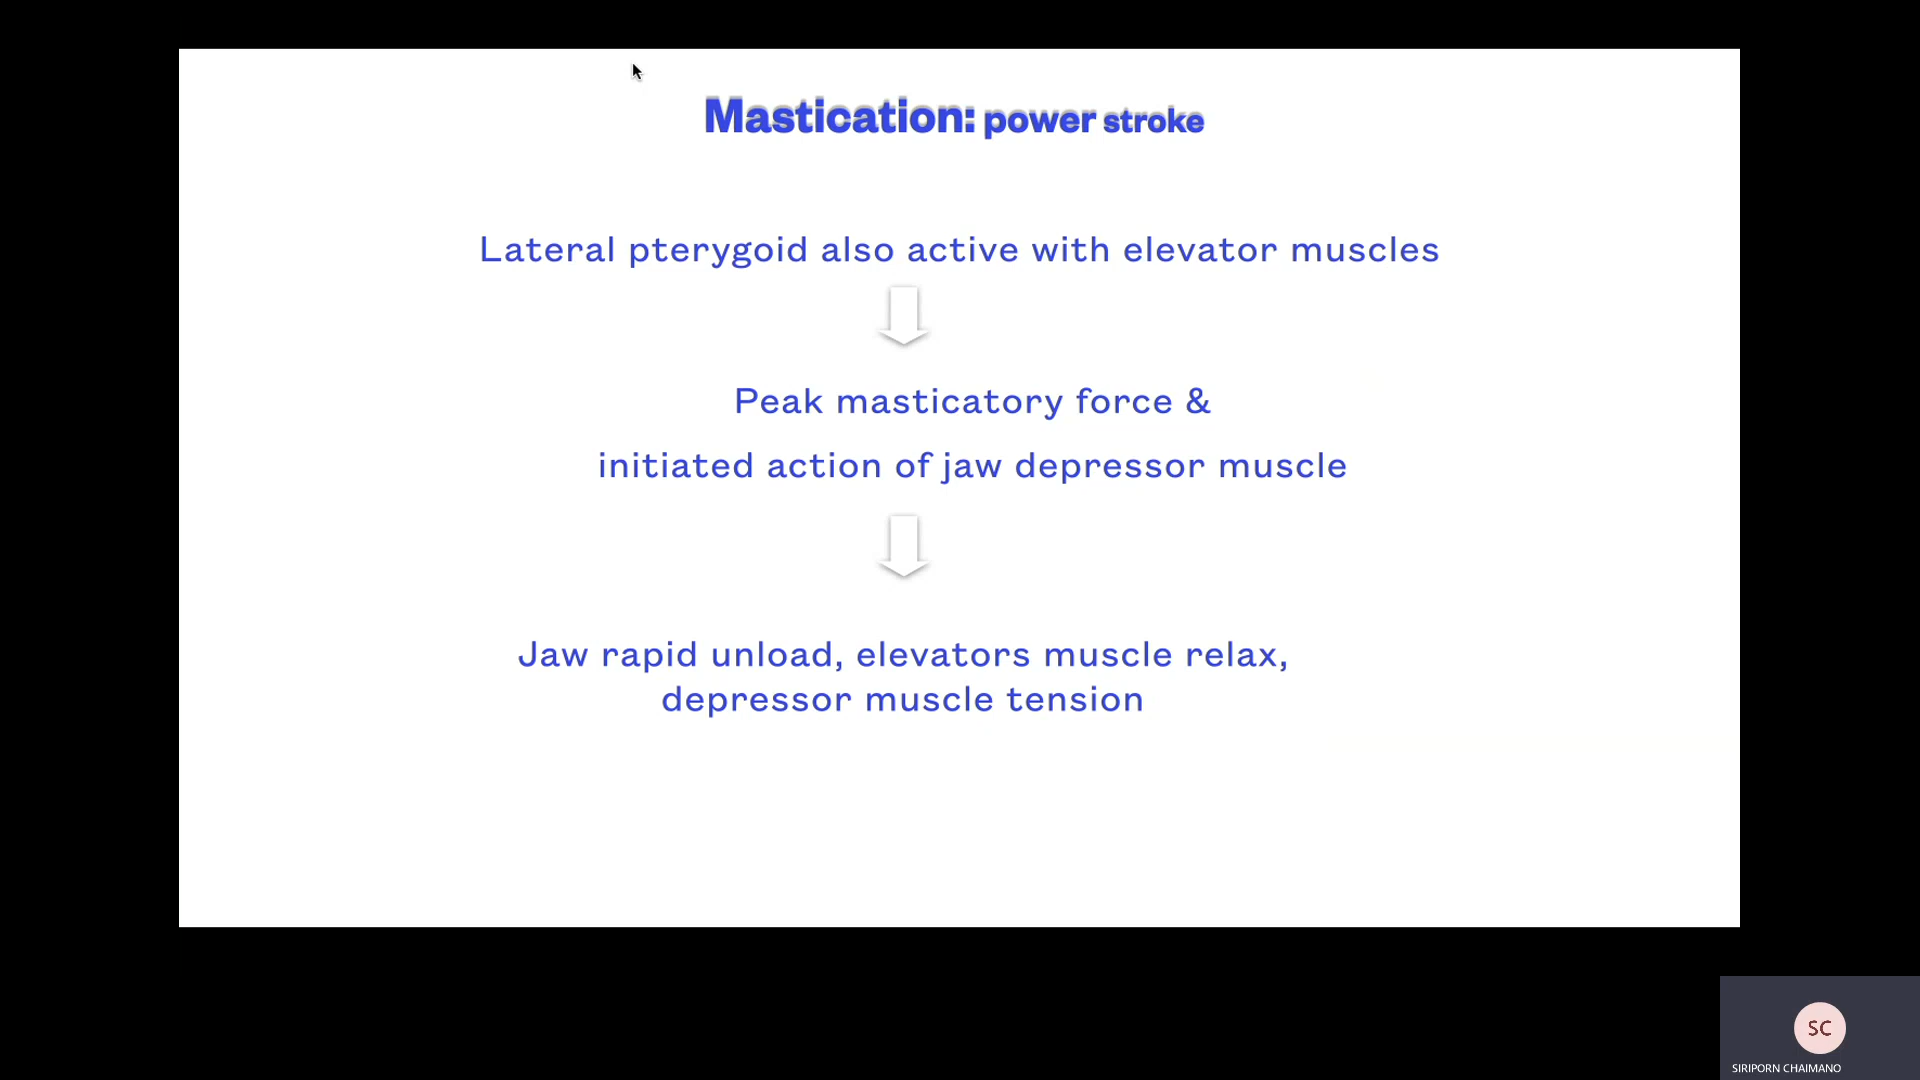 Mastication: power stroke
Lateral pterygoid also active with elevator muscles
Peak masticatory force &
initiated action of jaw depressor muscle
Jaw rapid unload, elevators muscle relax,
depressor muscle tension
SC
SIRIPORN CHAIMANO